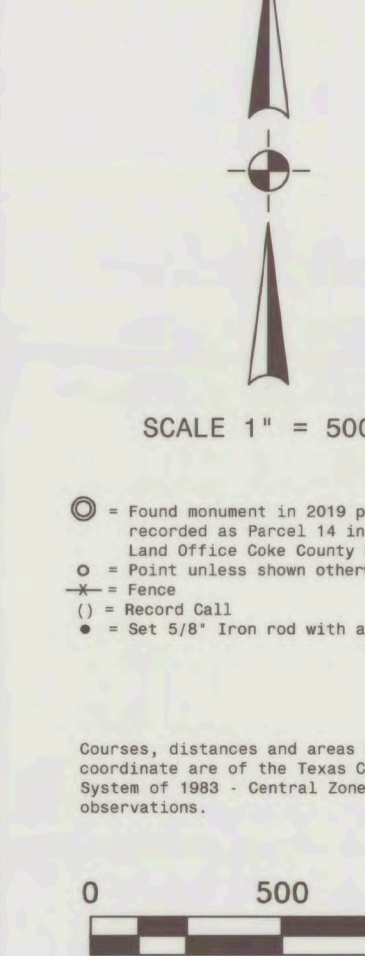 SCALE 1" = 500
= Found monument in 2019 p
recorded as Parcel 14 in
Land Office Coke County
= Point unless shown otherw
-X- = Fence
() = Record Call
● = Set 5/8" Iron rod with a
Courses, distances and areas
coordinate are of the Texas C
System of 1983 - Central Zone
observations.
0 500